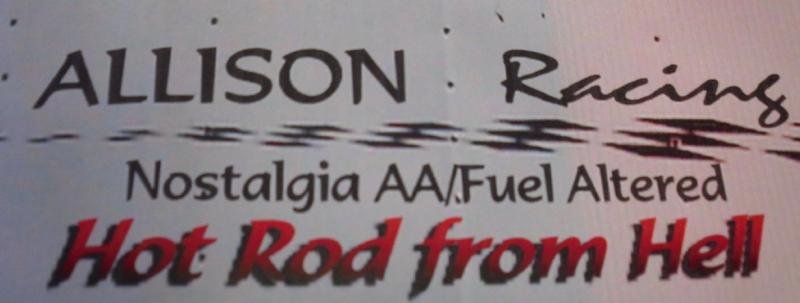 ALLISON Racing
Nostalgia AA/Fuel Altered
Hot Rod from Hell